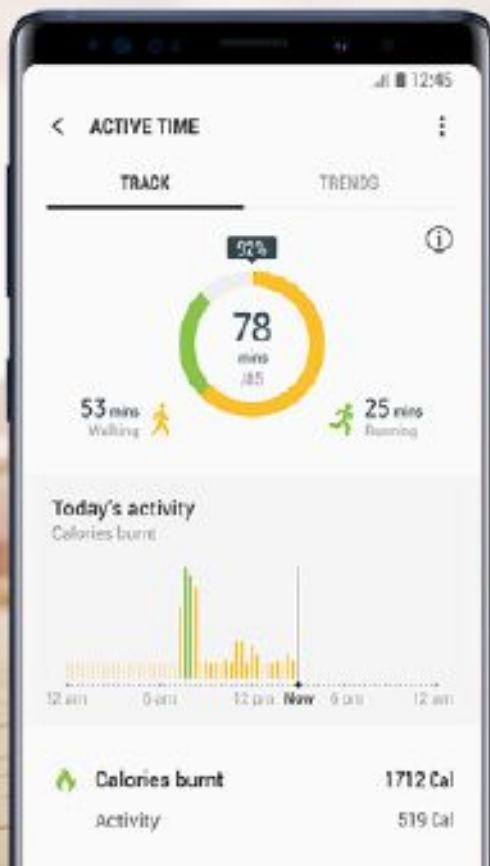 12:45
ACTIVE TIME
TRACK TRENDS
92%
78
mins
/85
53 mins
Walking
25 mins
Running
Today's activity
Calories burnt
12 am 6 am 12 pm Now 6 pm 12 am
Calories burnt 1712 Cal
Activity 519 Cal